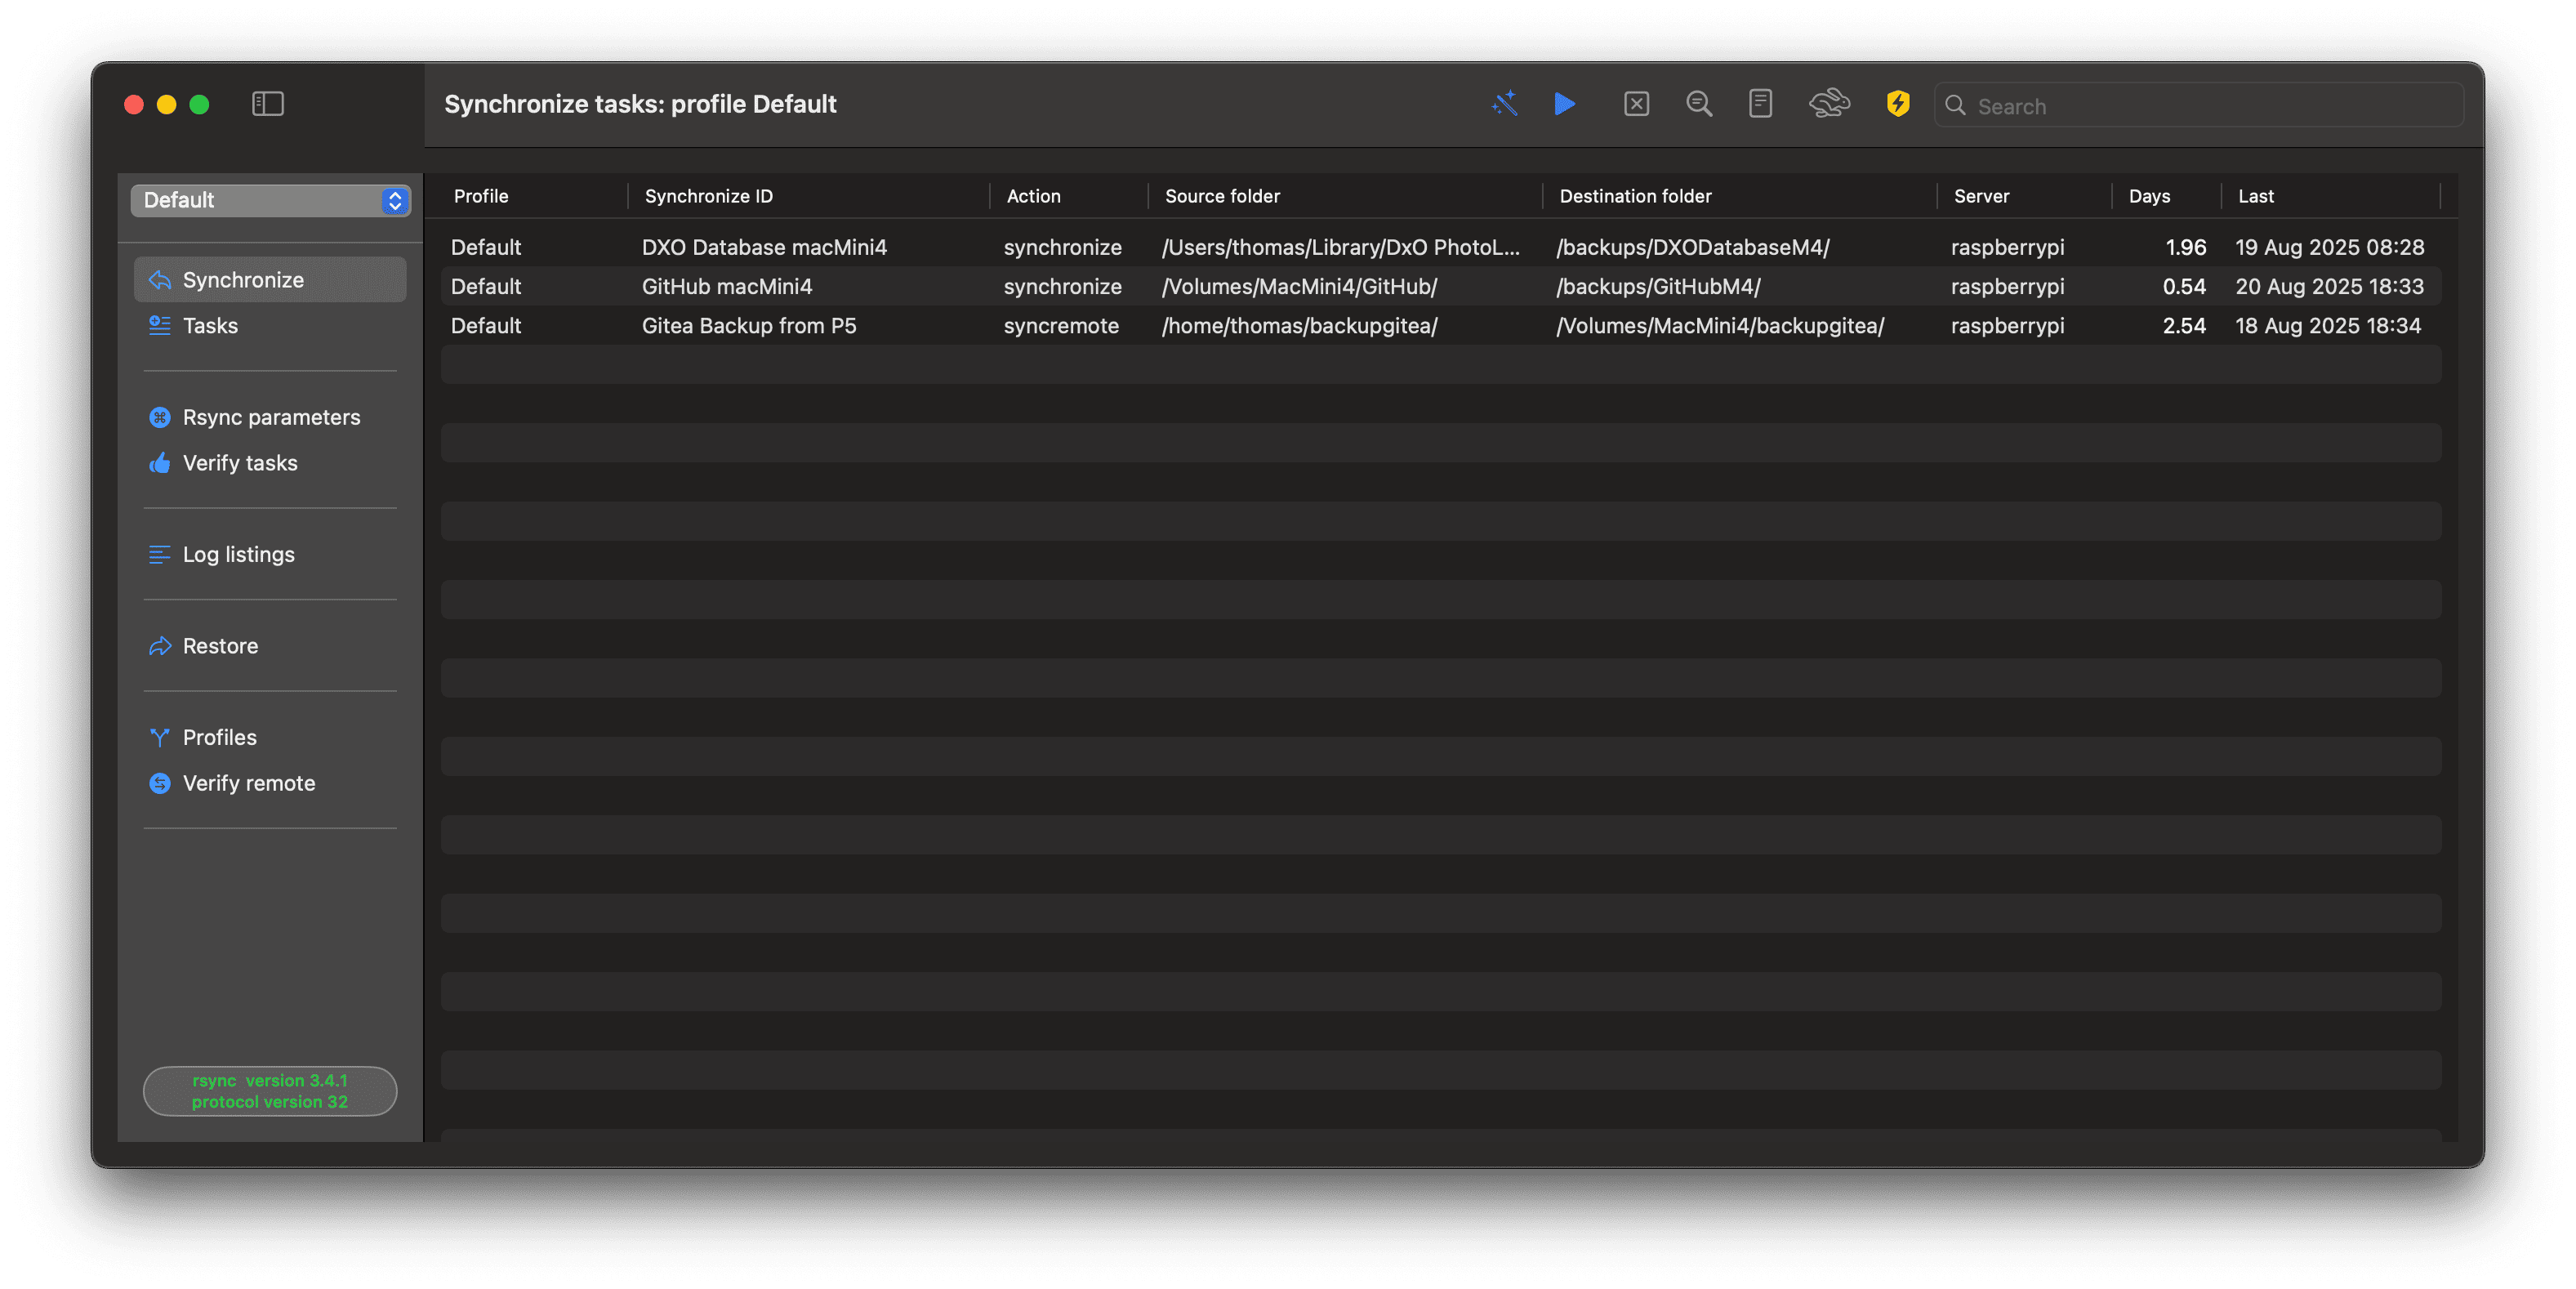 Synchronize tasks: profile Default
Search
Default
Synchronize
Tasks
Rsync parameters
Verify tasks
Log listings
Restore
Profiles
Verify remote
rsync  version 3.4.1
protocol version 32
Profile Synchronize ID Action Source folder Destination folder Server Days Last
Default DXO Database macMini4 synchronize /Users/thomas/Library/DxO PhotoL... /backups/DXODatabaseM4/ raspberrypi 1.96 19 Aug 2025 08:28
Default GitHub macMini4 synchronize /Volumes/MacMini4/GitHub/ /backups/GitHubM4/ raspberrypi 0.54 20 Aug 2025 18:33
Default Gitea Backup from P5 syncremote /home/thomas/backupgitea/ /Volumes/MacMini4/backupgitea/ raspberrypi 2.54 18 Aug 2025 18:34